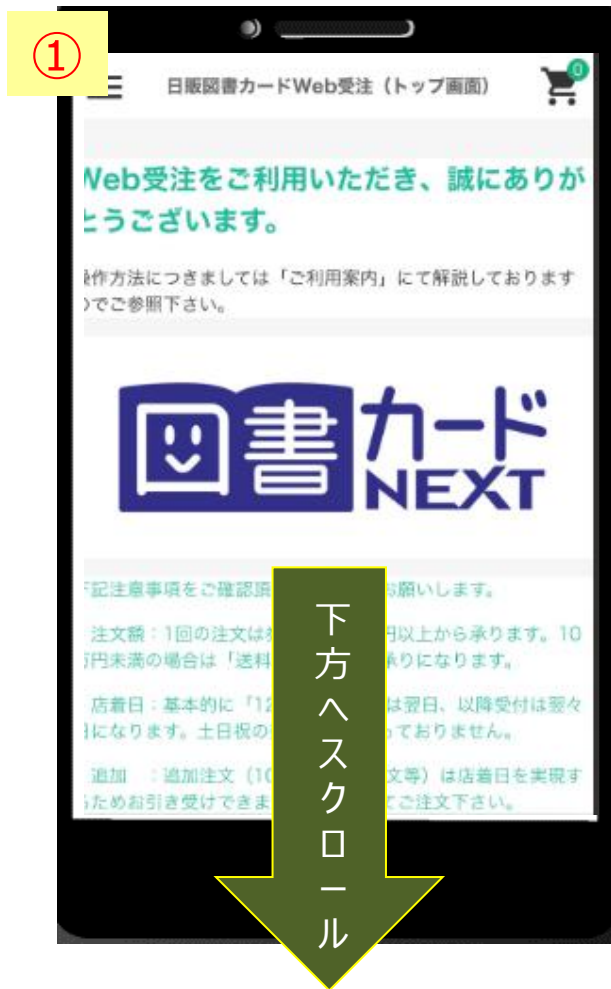 ①
0
日販図書カードWeb受注（トップ画面）
Web受注をご利用いただき、誠にありが
とうございます。
操作方法につきましては「ご利用案内」にて解説しております
のでご参照下さい。
図書カード
NEXT
下記注意事項をご確認頂 お願いします。
注文額：1回の注文は 円以上から承ります。10
万円未満の場合は「送料 承りになります。
店着日：基本的に「12 は翌日、以降受付は翌々
日になります。土日祝の っておりません。
追加 ：追加注文（10 文等）は店着日を実現す
るためお引き受けできま てご注文下さい。
下方へスクロール